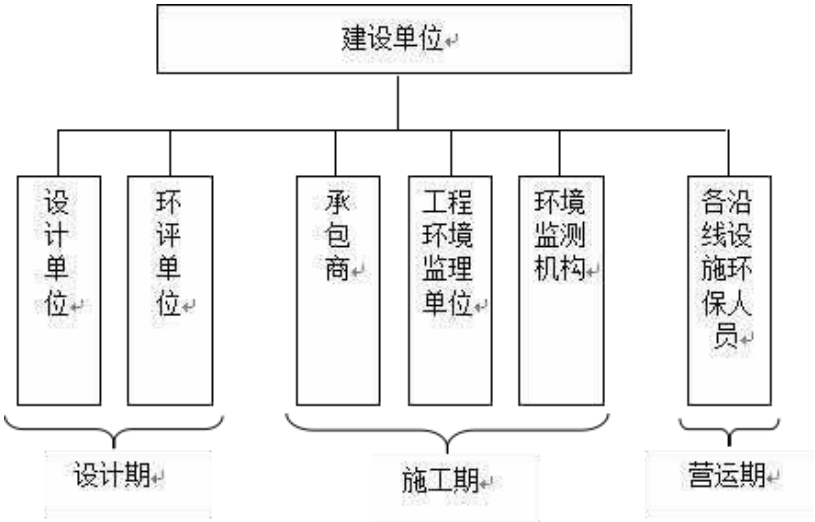 建设单位
设
计
单
位
环
评
单
位
承
包
商
工程
环境
监理
单位
环境
监测
机构
各沿
线设
施环
保人
员
设计期
施工期
营运期